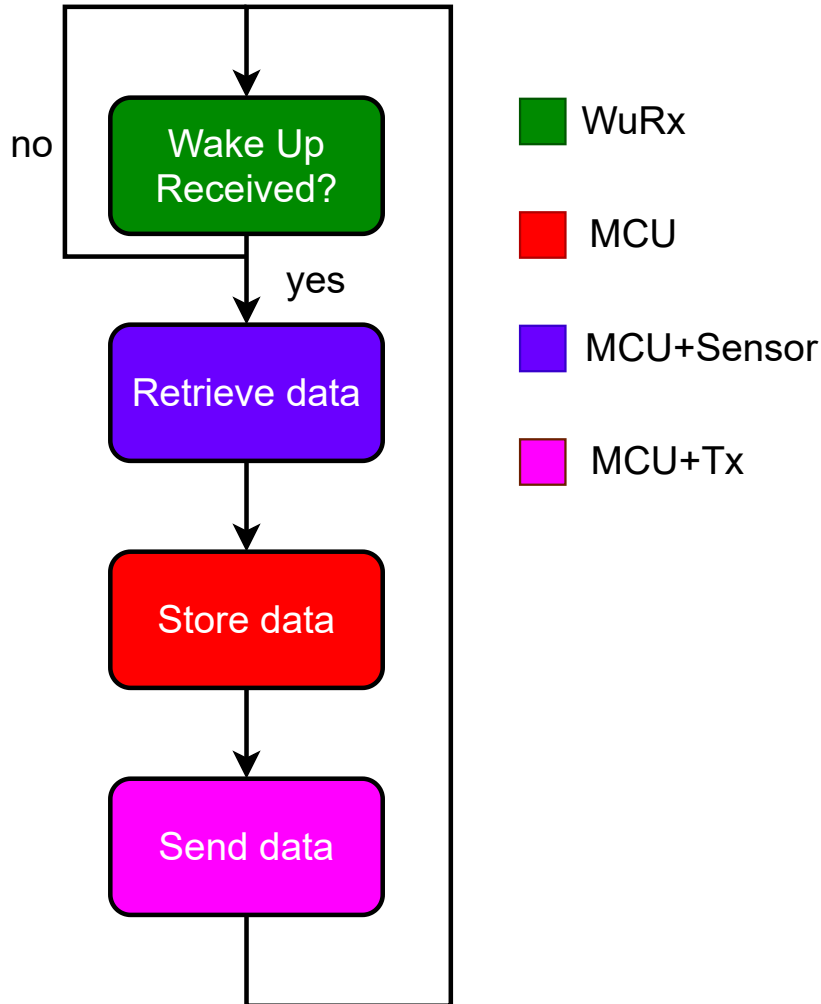 no
Wake Up
Received?
yes
Retrieve data
Store data
Send data
WuRx
MCU
MCU+Sensor
MCU+Tx